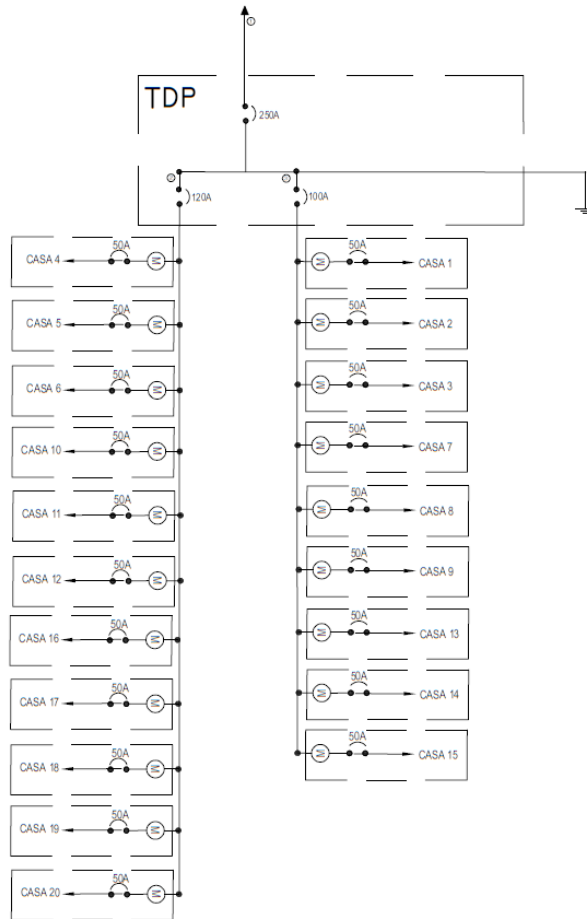 TDP
250A
120A
100A
50A
CASA 4
50A
CASA 5
50A
CASA 6
50A
CASA 10
50A
CASA 11
50A
CASA 12
50A
CASA 16
50A
CASA 17
50A
CASA 18
50A
CASA 19
50A
CASA 20
M
M
M
M
M
M
M
M
M
M
M
50A
M
CASA 1
50A
M
CASA 2
50A
M
CASA 3
50A
M
CASA 7
50A
M
CASA 8
50A
M
CASA 9
50A
M
CASA 13
50A
M
CASA 14
50A
M
CASA 15